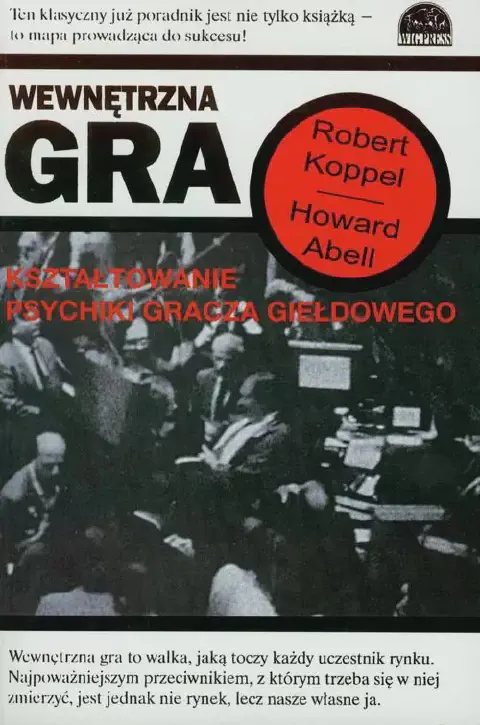 Ten klasyczny już poradnik jest nie tylko książką –
to mapa prowadząca do sukcesu!
WIG PRESS
WEWNĘTRZNA
GRA
Robert
Koppel
Howard
Abell
KSZTAŁTOWANIE
PSYCHIKI GRACZA GIEŁDOWEGO
Wewnętrzna gra to walka, jaką toczy każdy uczestnik rynku.
Najpoważniejszym przeciwnikiem, z którym trzeba się w niej
zmierzyć, jest jednak nie rynek, lecz nasze własne ja.